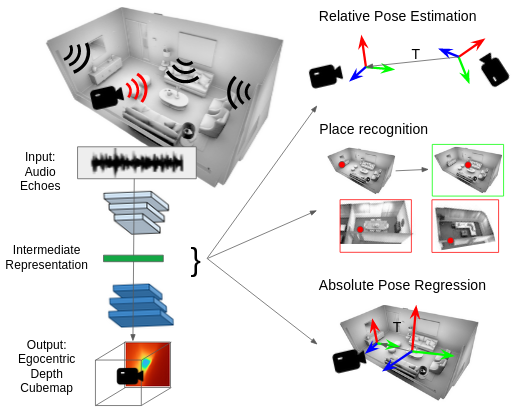 Relative Pose Estimation
T
Place recognition
Input:
Audio
Echoes
Intermediate
Representation
}
Absolute Pose Regression
T
Output:
Egocentric
Depth
Cubemap